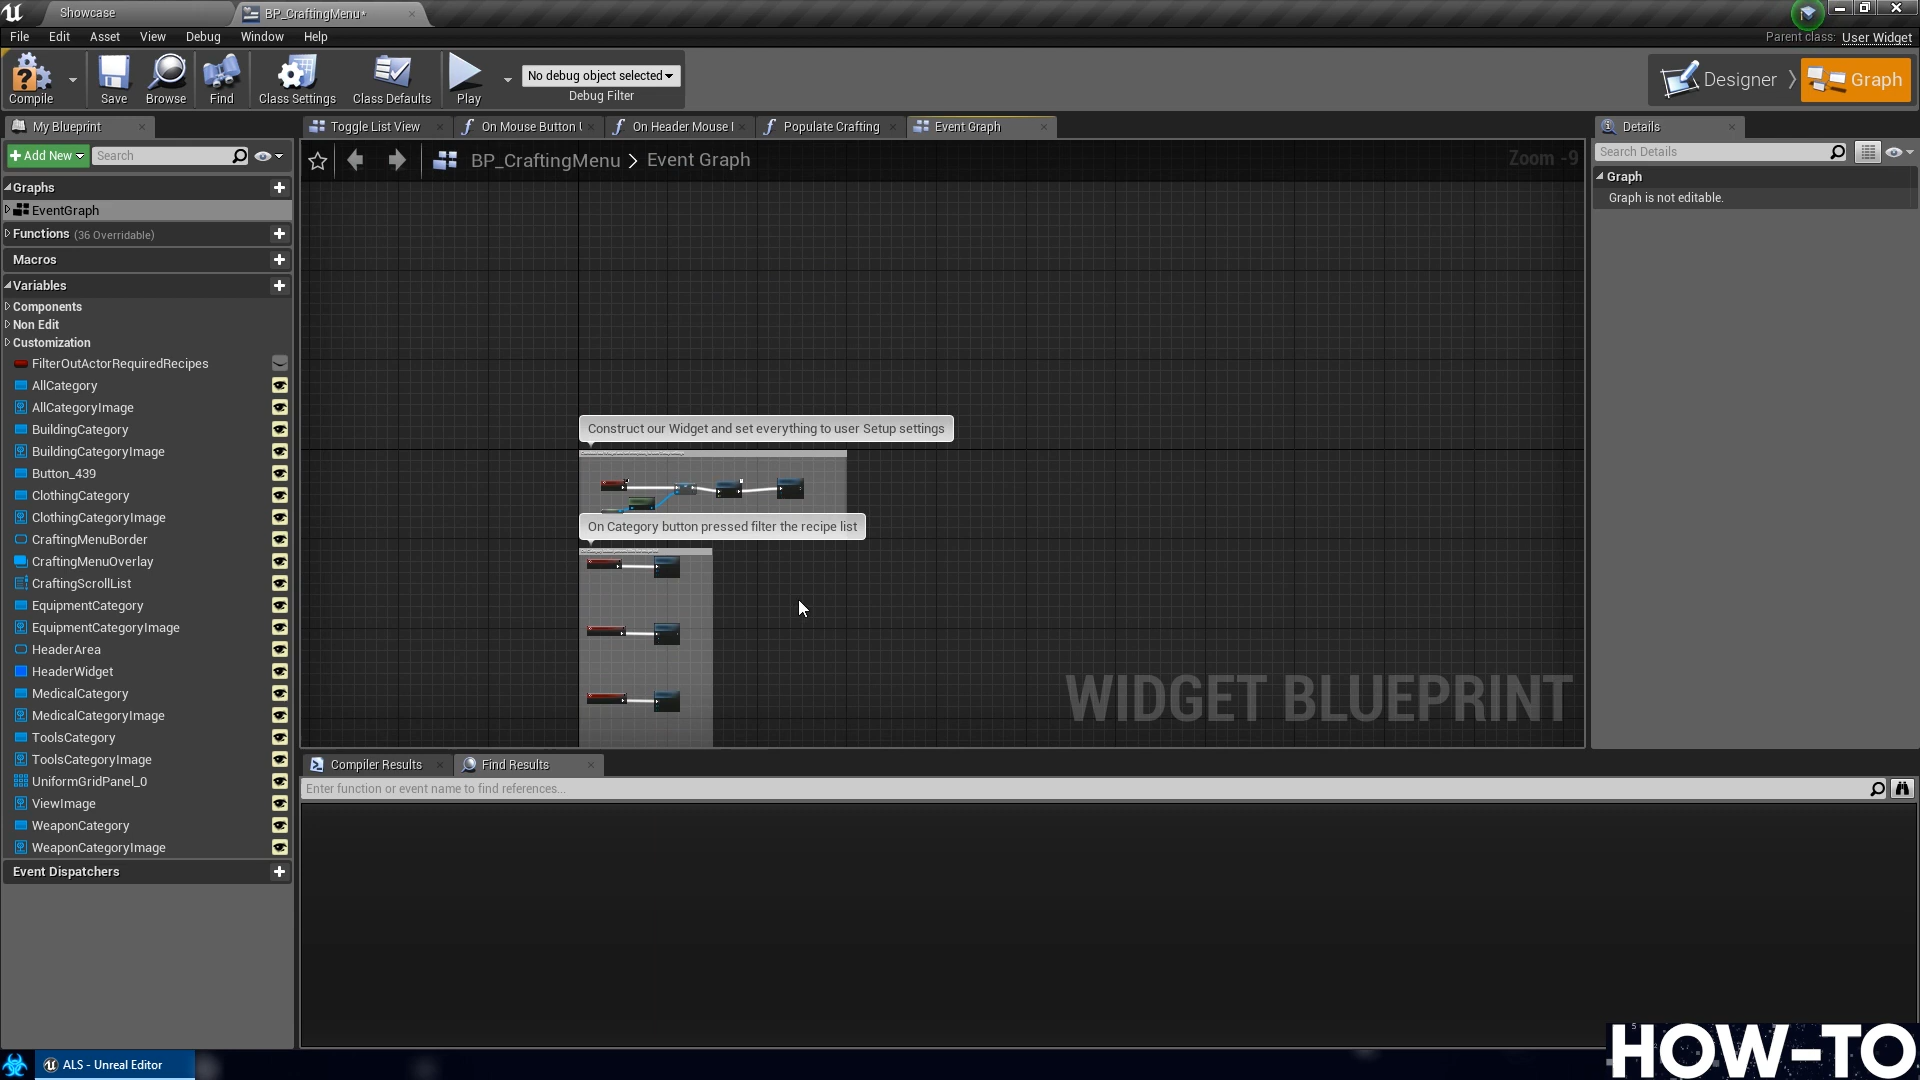 Showcase
BP_CraftingMenu*
File Edit Asset View Debug Window Help
Parent class: User Widget
Compile
Save
Browse
Find
Class Settings
Class Defaults
Play
No debug object selected
Debug Filter
Designer
Graph
My Blueprint
Toggle List View
On Mouse Button U
On Header Mouse I
Populate Crafting
Event Graph
Details
Add New
Search
BP_CraftingMenu > Event Graph
Zoom -9
Search Details
Graphs
EventGraph
Functions (36 Overridable)
Macros
Variables
Components
Non Edit
Customization
FilterOutActorRequiredRecipes
AllCategory
AllCategoryImage
BuildingCategory
BuildingCategoryImage
Button_439
ClothingCategory
ClothingCategoryImage
CraftingMenuBorder
CraftingMenuOverlay
CraftingScrollList
EquipmentCategory
EquipmentCategoryImage
HeaderArea
HeaderWidget
MedicalCategory
MedicalCategoryImage
ToolsCategory
ToolsCategoryImage
UniformGridPanel_0
ViewImage
WeaponCategory
WeaponCategoryImage
Event Dispatchers
Construct our Widget and set everything to user Setup settings
On Category button pressed filter the recipe list
WIDGET BLUEPRINT
Graph
Graph is not editable.
Compiler Results
Find Results
Enter function or event name to find references...
ALS - Unreal Editor
HOW-TO